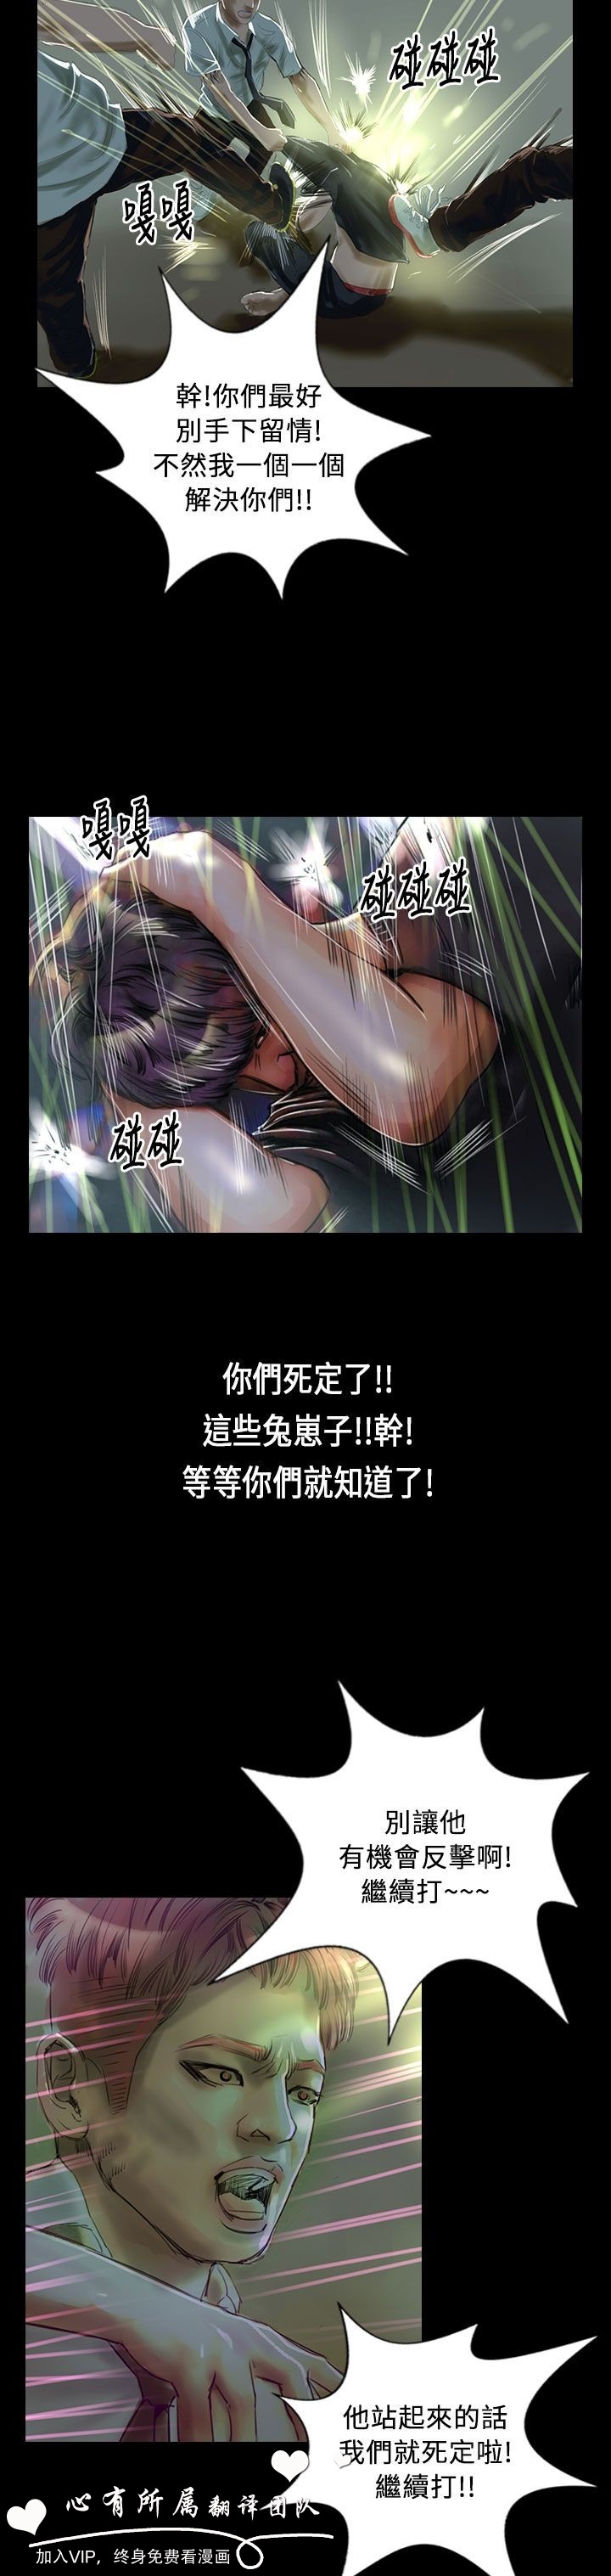 碰碰碰
嘎嘎
幹!你們最好
別手下留情!
不然我一個一個
解決你們!!
嘎嘎
碰碰碰
碰碰
你們死定了!!
這些兔崽子!!幹!
等等你們就知道了!
別讓他
有機會反擊啊!
繼續打~~~
他站起來的話
我們就死定啦!
繼續打!!
心有所属翻译团队
加入VIP，终身免费看漫画